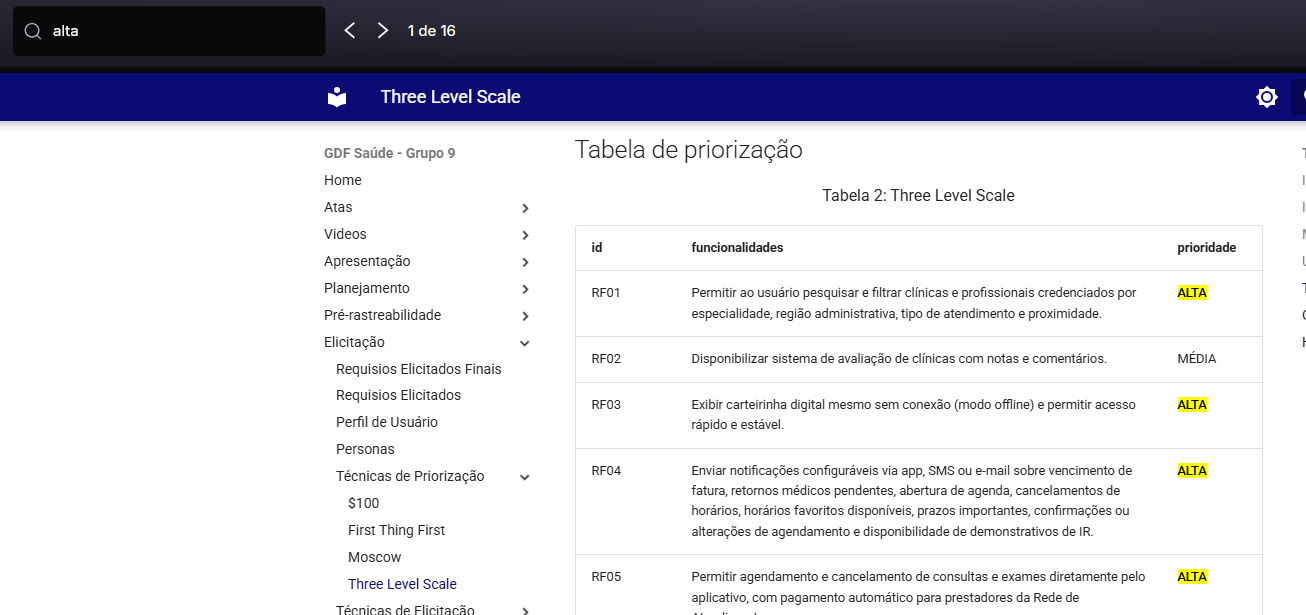 alta
1 de 16
Three Level Scale
GDF Saúde - Grupo 9
Home
Atas
Videos
Apresentação
Planejamento
Pré-rastreabilidade
Elicitação
Requisios Elicitados Finais
Requisios Elicitados
Perfil de Usuário
Personas
Técnicas de Priorização
$100
First Thing First
Moscow
Three Level Scale
Técnicas de Elicitação
Tabela de priorização
Tabela 2: Three Level Scale
id funcionalidades prioridade
RF01 Permitir ao usuário pesquisar e filtrar clínicas e profissionais credenciados por ALTA
especialidade, região administrativa, tipo de atendimento e proximidade.
RF02 Disponibilizar sistema de avaliação de clínicas com notas e comentários. MÉDIA
RF03 Exibir carteirinha digital mesmo sem conexão (modo offline) e permitir acesso ALTA
rápido e estável.
RF04 Enviar notificações configuráveis via app, SMS ou e-mail sobre vencimento de ALTA
fatura, retornos médicos pendentes, abertura de agenda, cancelamentos de
horários, horários favoritos disponíveis, prazos importantes, confirmações ou
alterações de agendamento e disponibilidade de demonstrativos de IR.
RF05 Permitir agendamento e cancelamento de consultas e exames diretamente pelo ALTA
aplicativo, com pagamento automático para prestadores da Rede de